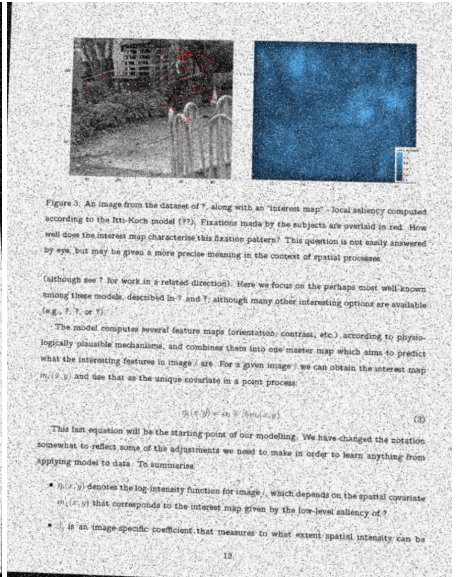 Figure 3: An image from the dataset of ?, along with an "interest map" - local saliency computed
according to the Itti-Koch model (??). Fixations made by the subjects are overlaid in red. How
well does the interest map characterise this fixation pattern? This question is not easily answered
by eye, but may be given a more precise meaning in the context of spatial processes.
(although see ? for work in a related direction). Here we focus on the perhaps most well-known
among these models, described in ? and ?, although many other interesting options are available
(e.g., ?, ?, or ?).
The model computes several feature maps (orientation, contrast, etc.) according to physio-
logically plausible mechanisms, and combines them into one master map which aims to predict
what the interesting features in image i are. For a given image i we can obtain the interest map
mᵢ(x, y) and use that as the unique covariate in a point process:
(3)
This last equation will be the starting point of our modelling. We have changed the notation
somewhat to reflect some of the adjustments we need to make in order to learn anything from
applying model to data. To summarise:
• ηᵢ(x, y) denotes the log-intensity function for image i, which depends on the spatial covariate
mᵢ(x, y) that corresponds to the interest map given by the low-level saliency of ?.
• is an image-specific coefficient that measures to what extent spatial intensity can be
13